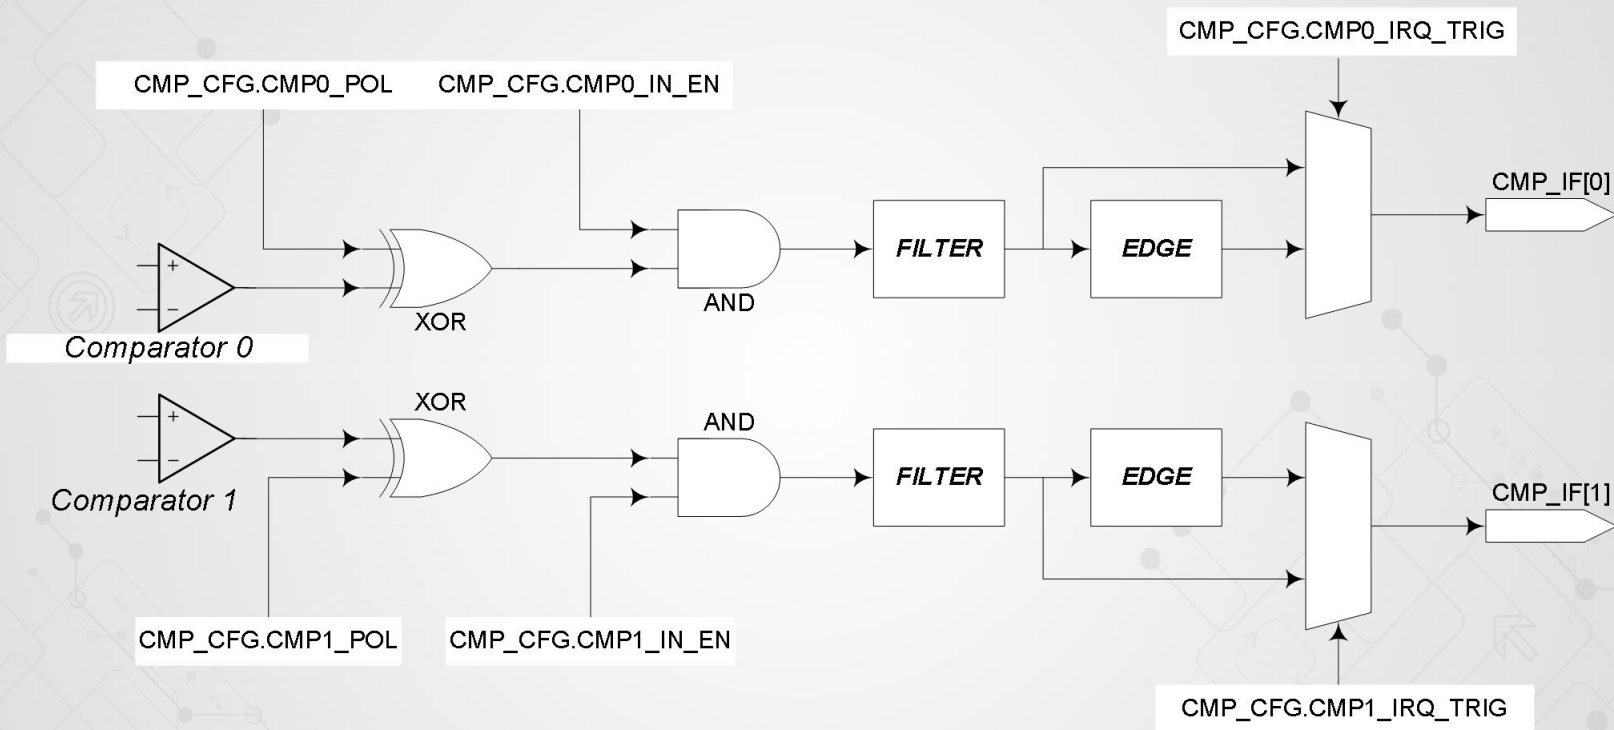 CMP_CFG.CMP0_IRQ_TRIG
CMP_CFG.CMP0_POL
CMP_CFG.CMP0_IN_EN
CMP_IF[0]
FILTER
EDGE
+
−
AND
XOR
Comparator 0
XOR
+
−
AND
FILTER
EDGE
Comparator 1
CMP_IF[1]
CMP_CFG.CMP1_POL
CMP_CFG.CMP1_IN_EN
CMP_CFG.CMP1_IRQ_TRIG